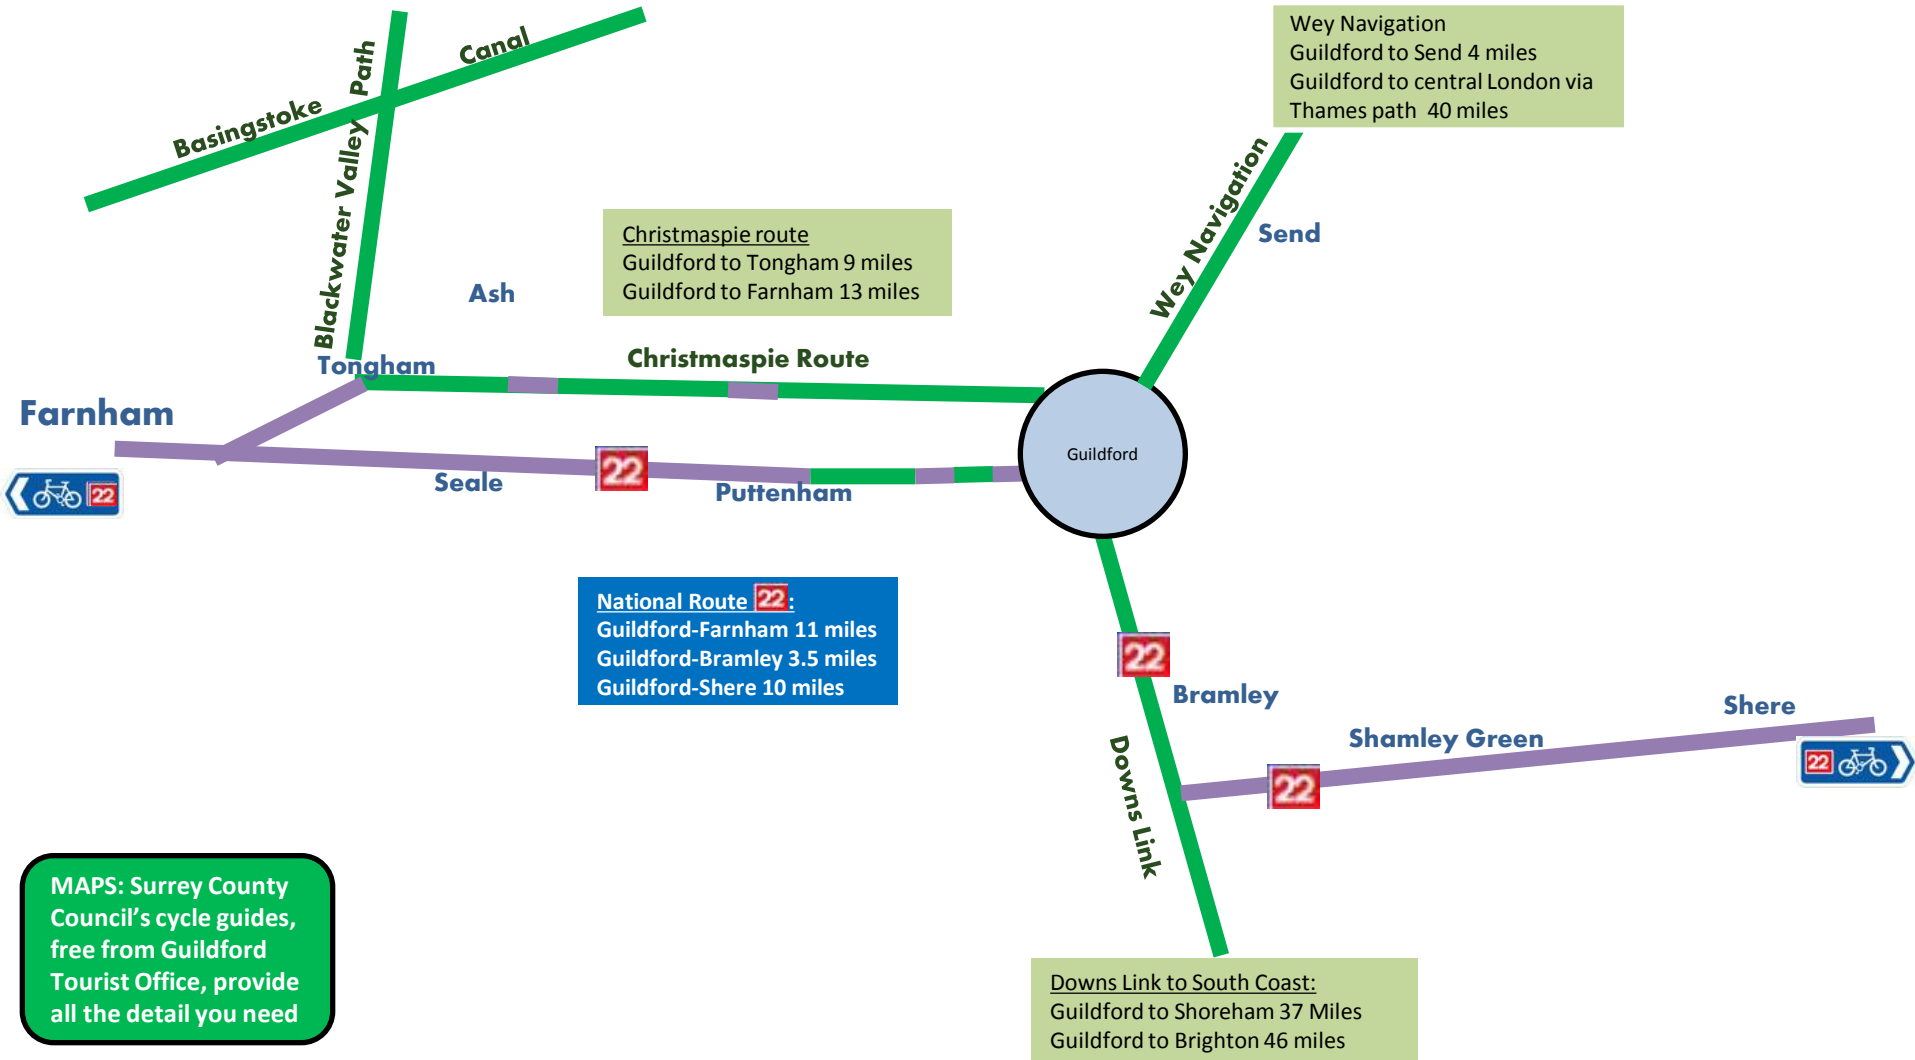 Basingstoke Canal
Blackwater Valley Path
Wey Navigation
Guildford to Send 4 miles
Guildford to central London via
Thames path 40 miles
Wey Navigation
Send
Christmaspie route
Guildford to Tongham 9 miles
Guildford to Farnham 13 miles
Ash
Tongham
Christmaspie Route
Farnham
22
Seale
22
Puttenham
Guildford
National Route 22:
Guildford-Farnham 11 miles
Guildford-Bramley 3.5 miles
Guildford-Shere 10 miles
22
Bramley
Downs Link
Shamley Green
Shere
22
22
MAPS: Surrey County
Council’s cycle guides,
free from Guildford
Tourist Office, provide
all the detail you need
Downs Link to South Coast:
Guildford to Shoreham 37 Miles
Guildford to Brighton 46 miles